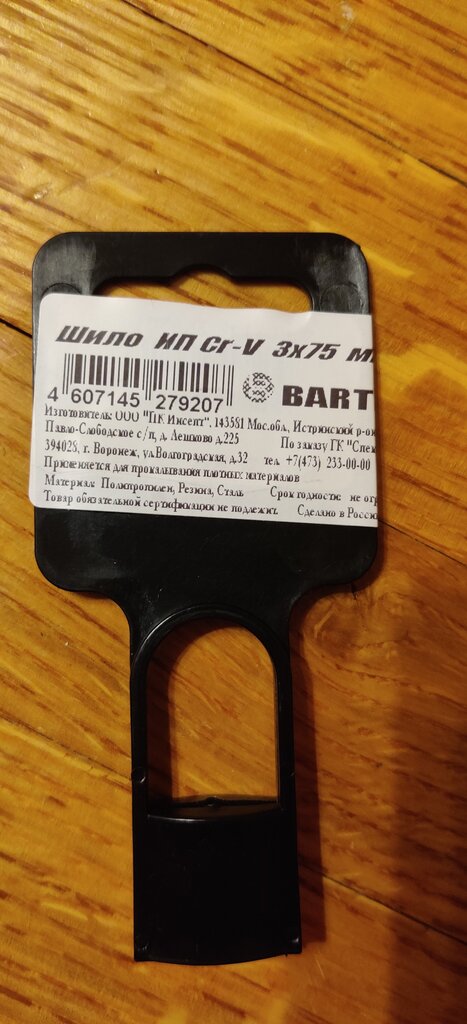 Шило ИП Cr-V 3х75 м
4 607145 279207
BART
Изготовитель: ООО "ПК Инсепт", 143581 Мос.обл., Истринский р-он
Павло-Слободское с/п, д. Лешково д.225 По заказу ГК "Спек
394028, г. Воронеж, ул.Волгоградская, д.32 тел. +7(473) 233-00-00
Применяется для прокалывания плотных материалов
Материал: Полипропилен, Резина, Сталь Срок годности: не огр
Товар обязательной сертификации не подлежит. Сделано в Росси